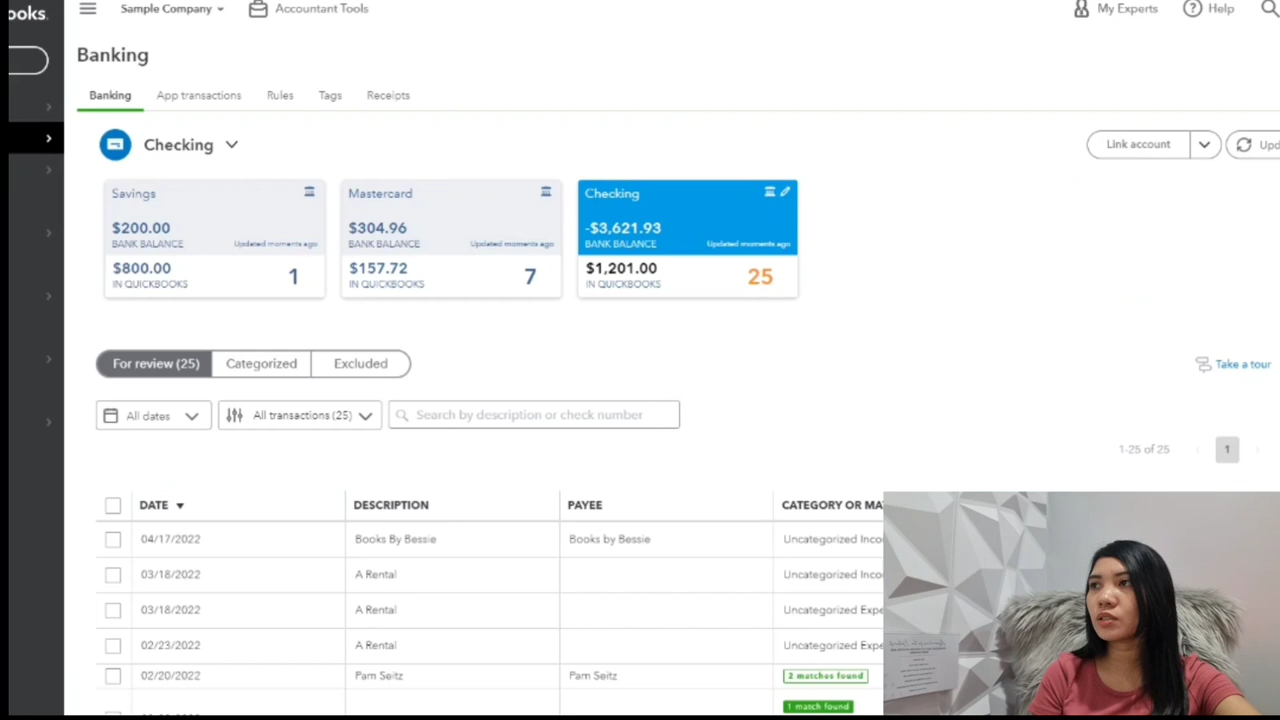 ooks.
Sample Company
Accountant Tools
My Experts
Help
Banking
Banking App transactions Rules Tags Receipts
Checking
Link account
Savings
$200.00
BANK BALANCE Updated moments ago
$800.00
IN QUICKBOOKS
1
Mastercard
$304.96
BANK BALANCE Updated moments ago
$157.72
IN QUICKBOOKS
7
Checking
-$3,621.93
BANK BALANCE Updated moments ago
$1,201.00
IN QUICKBOOKS
25
For review (25) Categorized Excluded
Take a tour
All dates All transactions (25) Search by description or check number
1-25 of 25 1
DATE DESCRIPTION PAYEE CATEGORY OR MA
04/17/2022 Books By Bessie Books by Bessie Uncategorized Inco
03/18/2022 A Rental Uncategorized Inco
03/18/2022 A Rental Uncategorized Expe
02/23/2022 A Rental Uncategorized Expe
02/20/2022 Pam Seitz Pam Seitz 2 matches found
1 match found